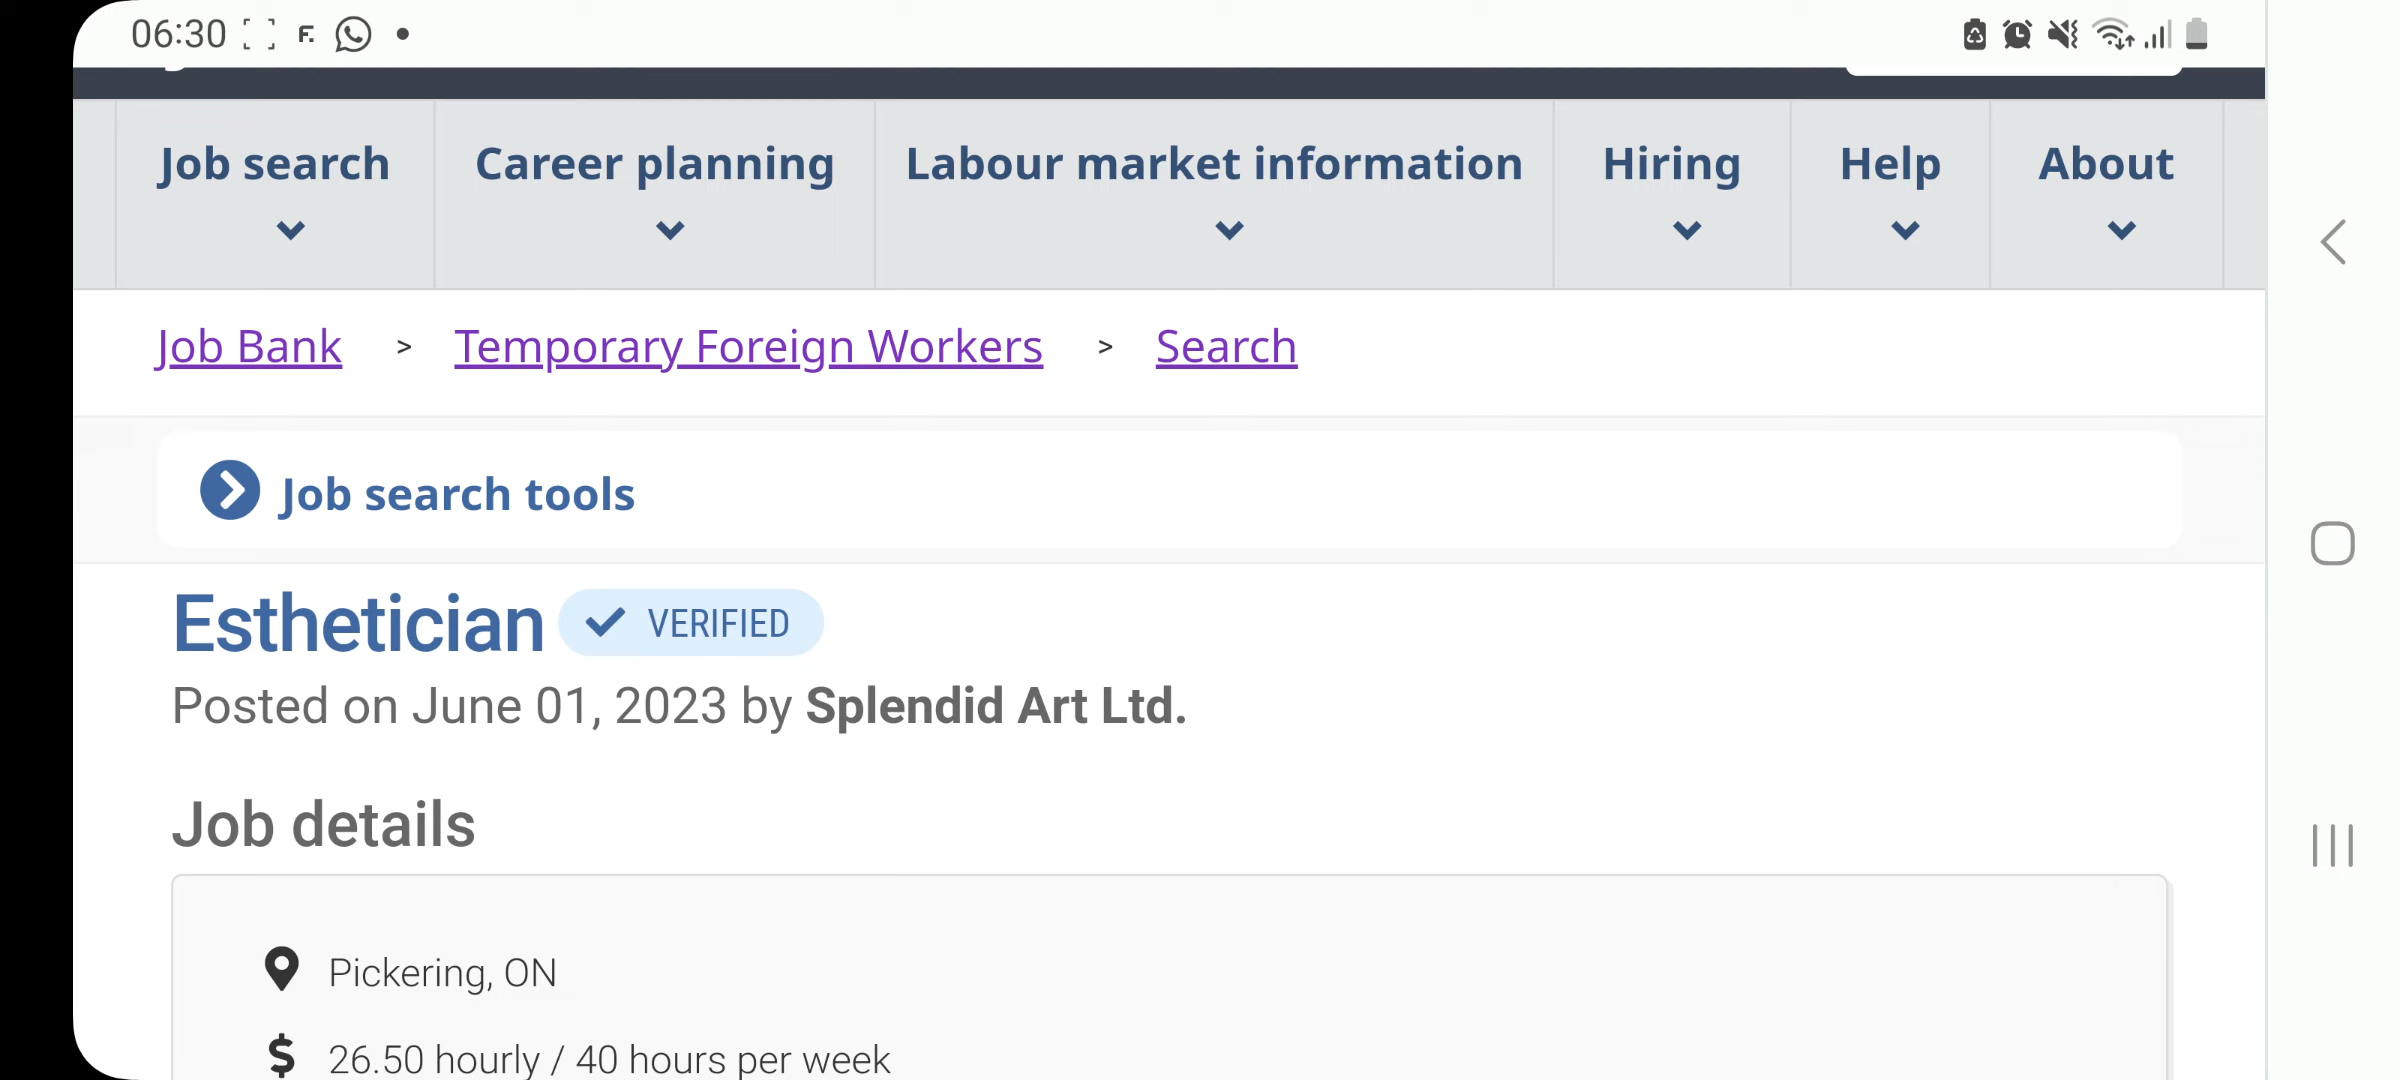 06:30 F.
Job search Career planning Labour market information Hiring Help About
Job Bank > Temporary Foreign Workers > Search
Job search tools
Esthetician VERIFIED
Posted on June 01, 2023 by Splendid Art Ltd.
Job details
Pickering, ON
$ 26.50 hourly / 40 hours per week